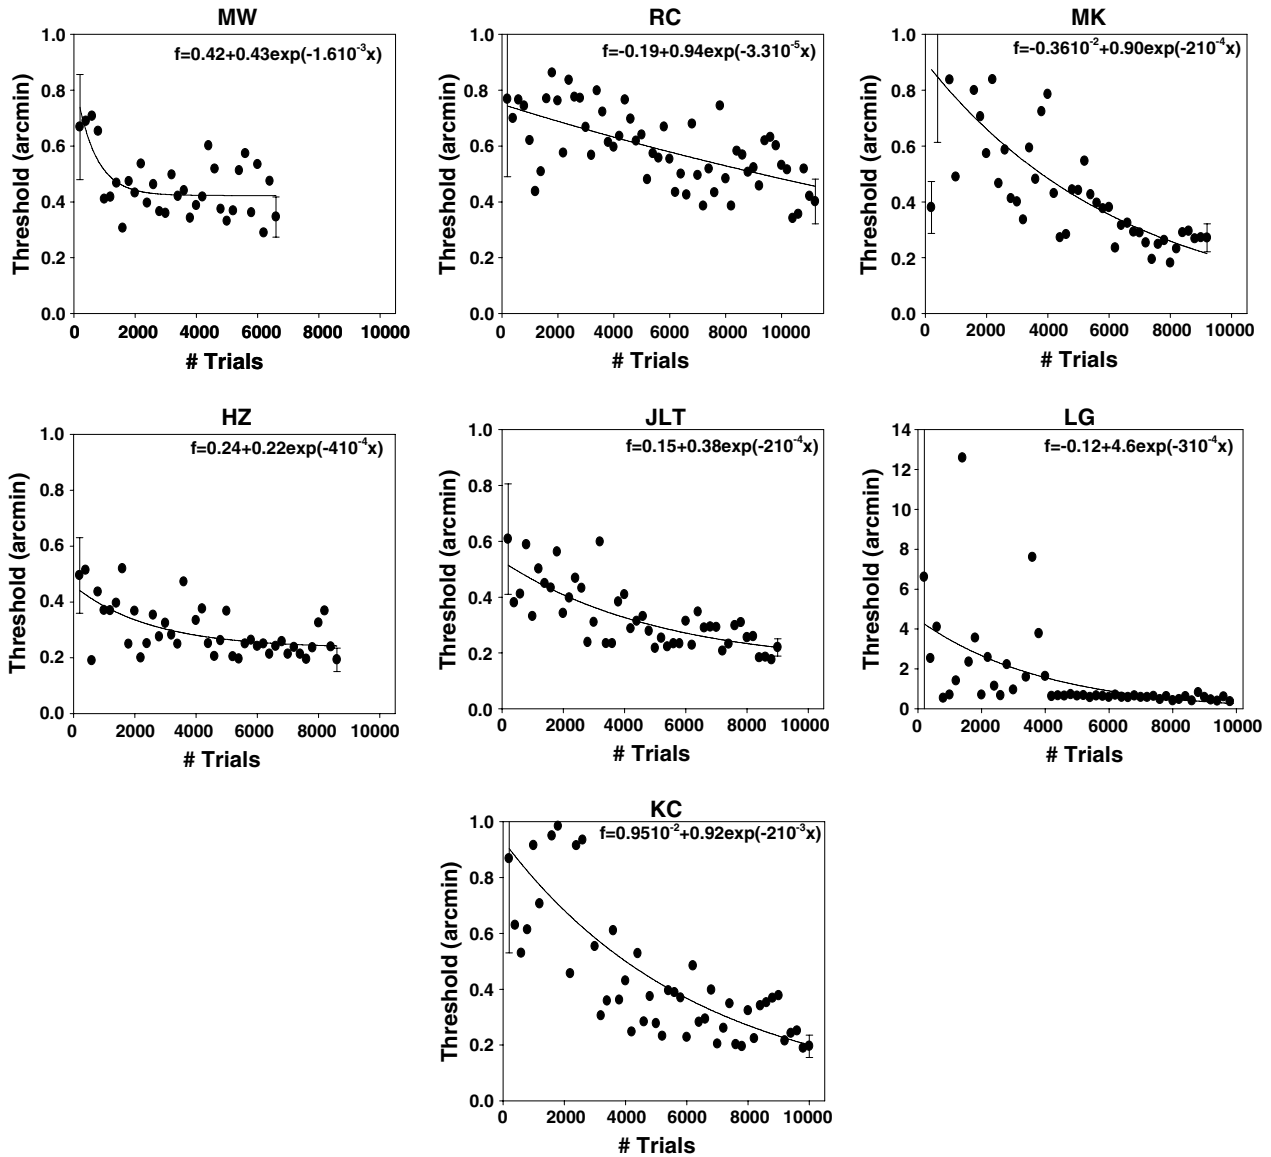 MW
f=0.42+0.43exp(-1.610⁻³x)
1.0
0.8
0.6
0.4
0.2
0.0
Threshold (arcmin)
0 2000 4000 6000 8000 10000
# Trials
RC
f=-0.19+0.94exp(-3.310⁻⁵x)
1.0
0.8
0.6
0.4
0.2
0.0
Threshold (arcmin)
0 2000 4000 6000 8000 10000
# Trials
MK
f=-0.3610⁻²+0.90exp(-210⁻⁴x)
1.0
0.8
0.6
0.4
0.2
0.0
Threshold (arcmin)
0 2000 4000 6000 8000 10000
# Trials
HZ
f=0.24+0.22exp(-410⁻⁴x)
1.0
0.8
0.6
0.4
0.2
0.0
Threshold (arcmin)
0 2000 4000 6000 8000 10000
# Trials
JLT
f=0.15+0.38exp(-210⁻⁴x)
1.0
0.8
0.6
0.4
0.2
0.0
Threshold (arcmin)
0 2000 4000 6000 8000 10000
# Trials
LG
f=-0.12+4.6exp(-310⁻⁴x)
14
12
10
8
6
4
2
0
Threshold (arcmin)
0 2000 4000 6000 8000 10000
# Trials
KC
f=0.9510⁻²+0.92exp(-210⁻³x)
1.0
0.8
0.6
0.4
0.2
0.0
Threshold (arcmin)
0 2000 4000 6000 8000 10000
# Trials